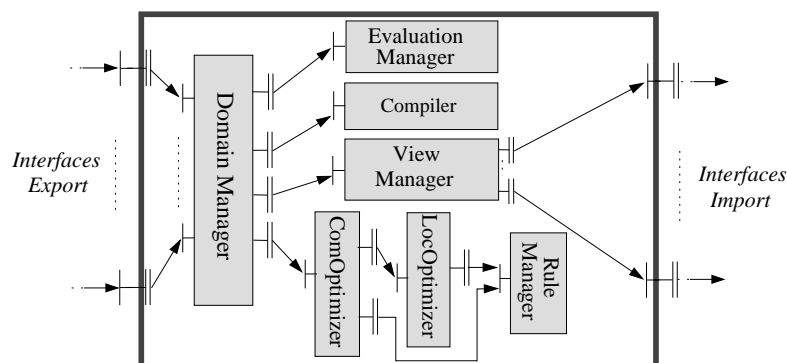 Evaluation
Manager
Compiler
View
Manager
Domain Manager
Interfaces
Export
Interfaces
Import
ComOptimizer
LocOptimizer
Rule
Manager